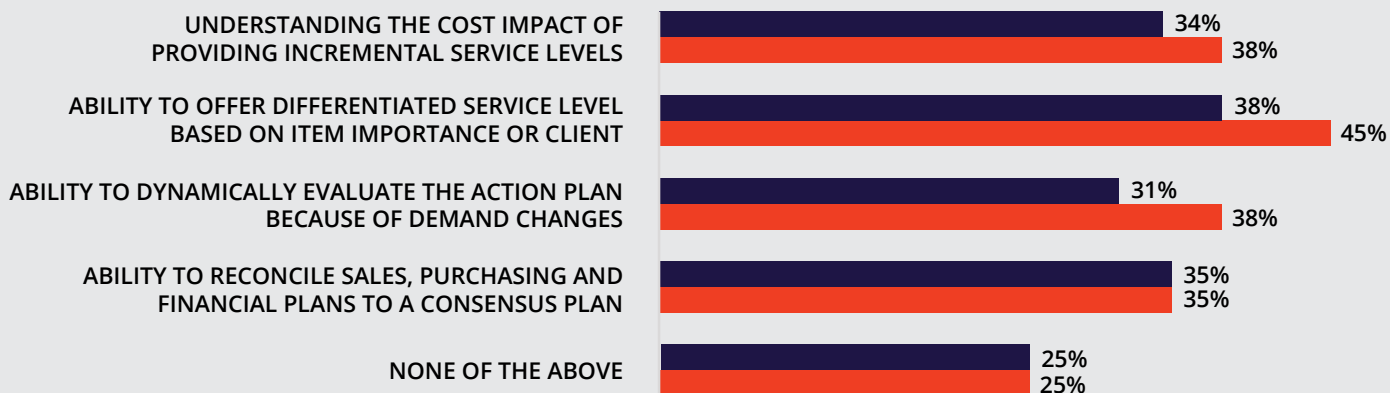 UNDERSTANDING THE COST IMPACT OF
PROVIDING INCREMENTAL SERVICE LEVELS
34%
38%
ABILITY TO OFFER DIFFERENTIATED SERVICE LEVEL
BASED ON ITEM IMPORTANCE OR CLIENT
38%
45%
ABILITY TO DYNAMICALLY EVALUATE THE ACTION PLAN
BECAUSE OF DEMAND CHANGES
31%
38%
ABILITY TO RECONCILE SALES, PURCHASING AND
FINANCIAL PLANS TO A CONSENSUS PLAN
35%
35%
NONE OF THE ABOVE
25%
25%